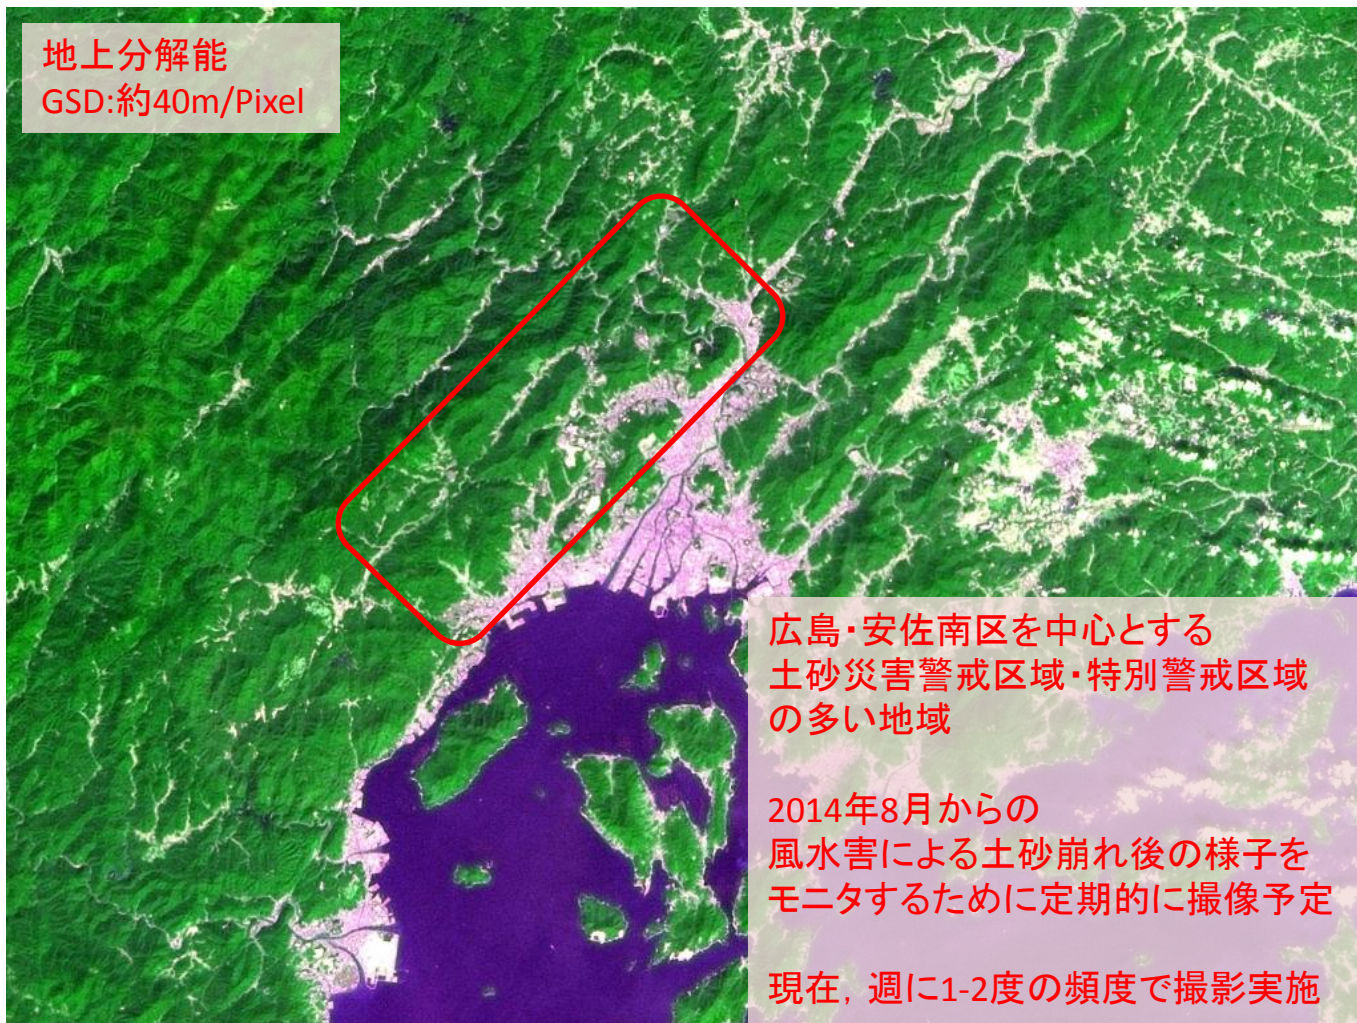 地上分解能
GSD:約40m/Pixel
広島・安佐南区を中心とする
土砂災害警戒区域・特別警戒区域
の多い地域
2014年8月からの
風水害による土砂崩れ後の様子を
モニタするために定期的に撮像予定
現在，週に1-2度の頻度で撮影実施